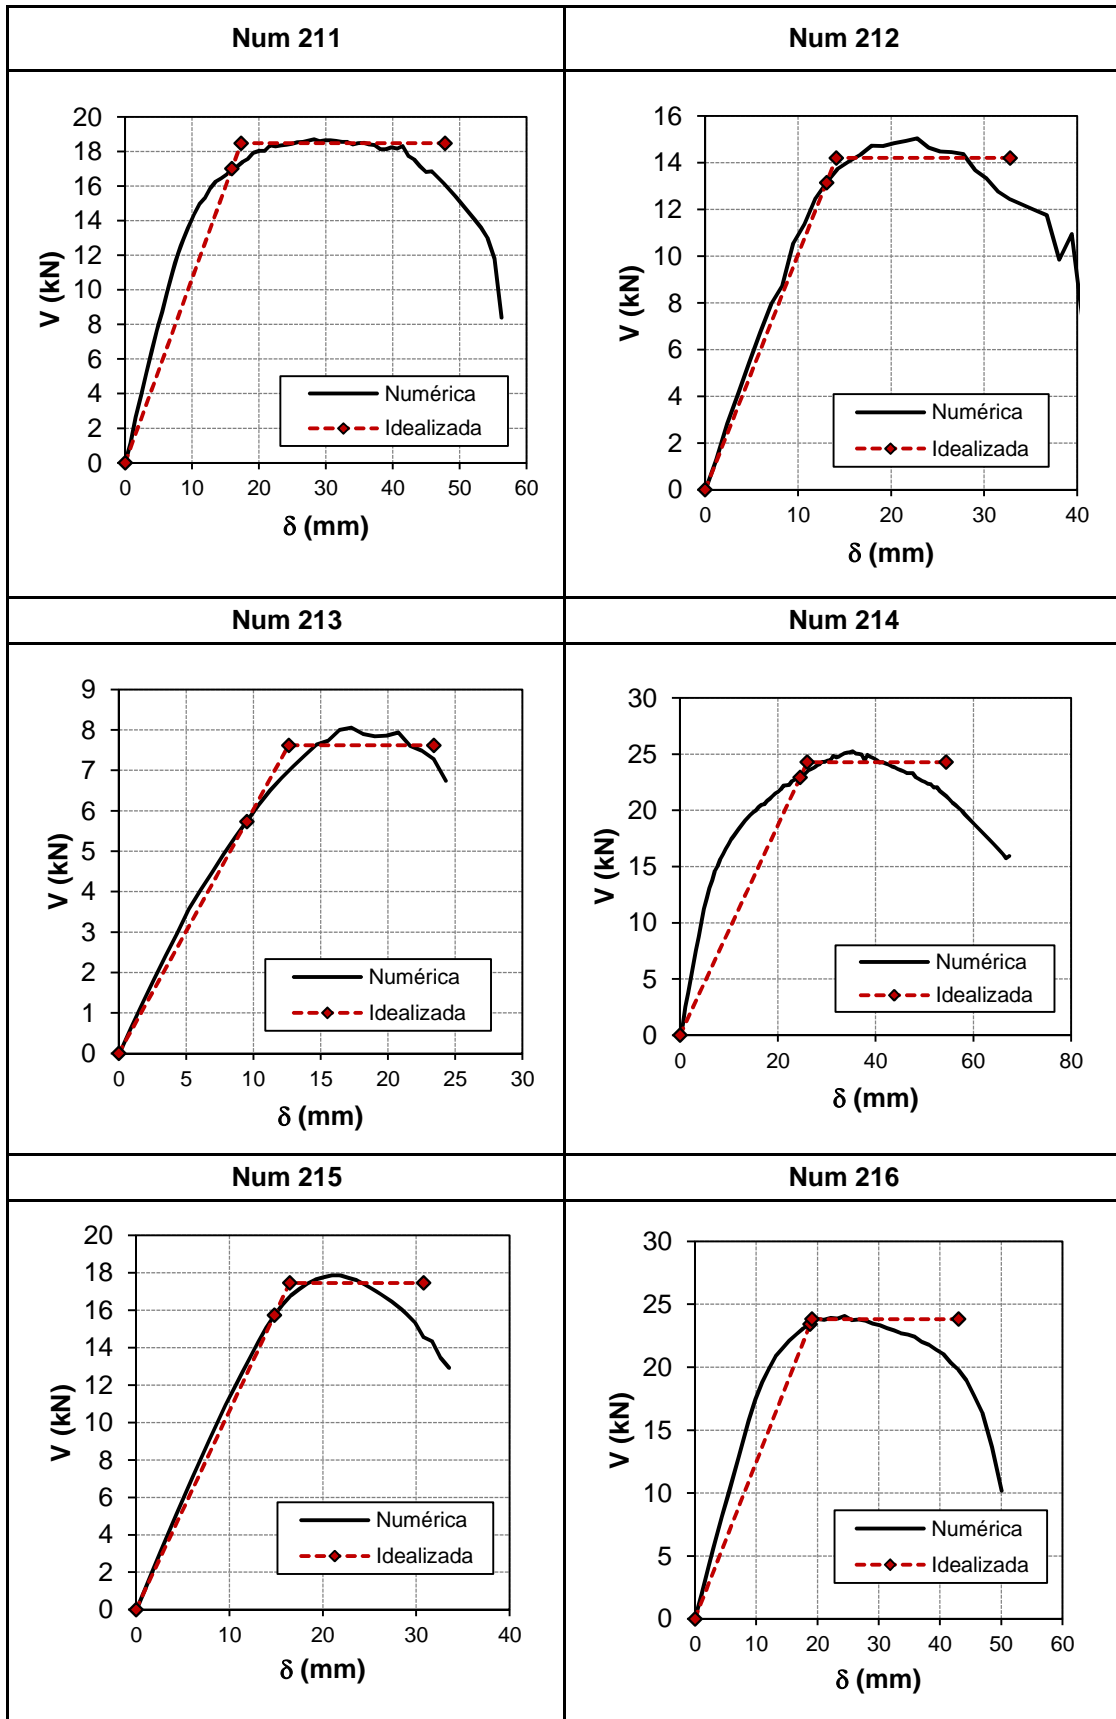 Num 211
Num 212
20
18
16
14
12
10
8
6
4
2
0
V (kN)
Numérica
Idealizada
0 10 20 30 40 50 60
δ (mm)
16
14
12
10
8
6
4
2
0
V (kN)
Numérica
Idealizada
0 10 20 30 40
δ (mm)
Num 213
Num 214
9
8
7
6
5
4
3
2
1
0
V (kN)
Numérica
Idealizada
0 5 10 15 20 25 30
δ (mm)
30
25
20
15
10
5
0
V (kN)
Numérica
Idealizada
0 20 40 60 80
δ (mm)
Num 215
Num 216
20
18
16
14
12
10
8
6
4
2
0
V (kN)
Numérica
Idealizada
0 10 20 30 40
δ (mm)
30
25
20
15
10
5
0
V (kN)
Numérica
Idealizada
0 10 20 30 40 50 60
δ (mm)